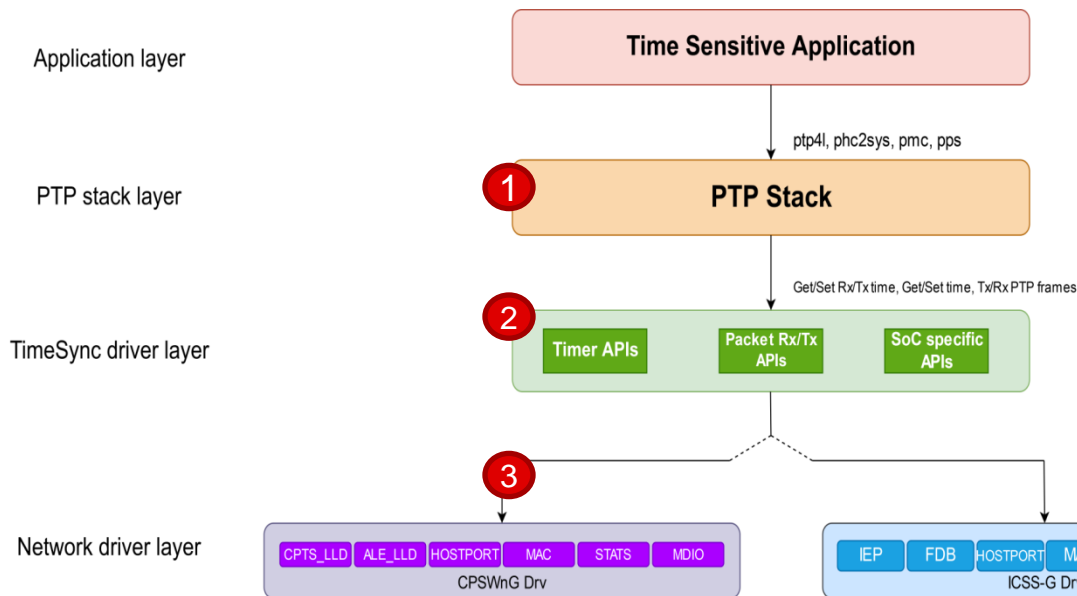 Application layer
Time Sensitive Application
ptp4l, phc2sys, pmc, pps
PTP stack layer
1
PTP Stack
Get/Set Rx/Tx time, Get/Set time, Tx/Rx PTP frames
2
TimeSync driver layer
Timer APIs
Packet Rx/Tx
APIs
SoC specific
APIs
3
Network driver layer
CPTS_LLD ALE_LLD HOSTPORT MAC STATS MDIO
CPSWnG Drv
IEP FDB HOSTPORT
ICSS-G